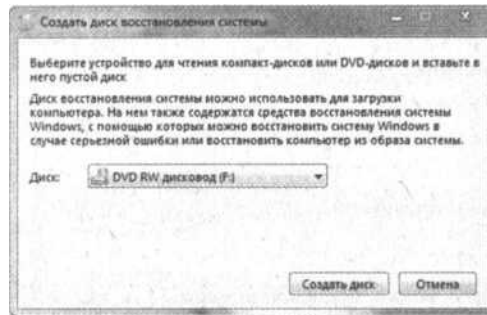 Создать диск восстановления системы
Выберите устройство для чтения компакт-дисков или DVD-дисков и вставьте в
него пустой диск
Диск восстановления системы можно использовать для загрузки
компьютера. На нем также содержатся средства восстановления системы
Windows, с помощью которых можно восстановить систему Windows в
случае серьезной ошибки или восстановить компьютер из образа системы.
Диск: DVD RW дисковод (F:)
Создать диск Отмена